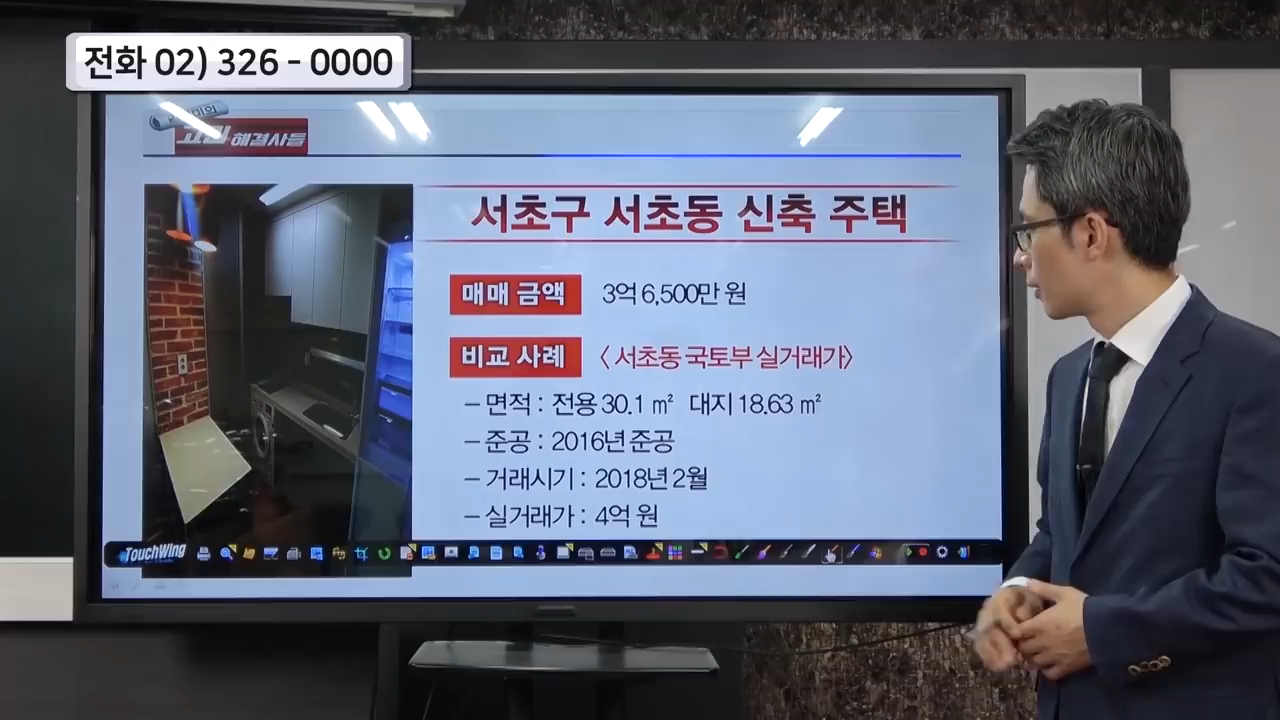 전화 02) 326 - 0000
해결사들
서초구 서초동 신축 주택
매매 금액 3억 6,500만 원
비교 사례 < 서초동 국토부 실거래가>
- 면적 : 전용 30.1 ㎡ 대지 18.63 ㎡
- 준공 : 2016년 준공
- 거래시기 : 2018년 2월
- 실거래가 : 4억 원
TouchWing